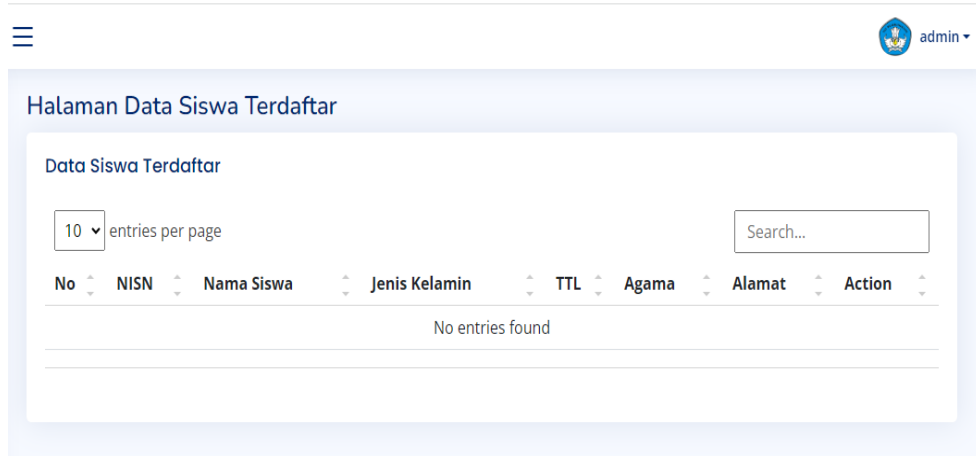 admin
Halaman Data Siswa Terdaftar
Data Siswa Terdaftar
10 entries per page Search...
No NISN Nama Siswa Jenis Kelamin TTL Agama Alamat Action
No entries found